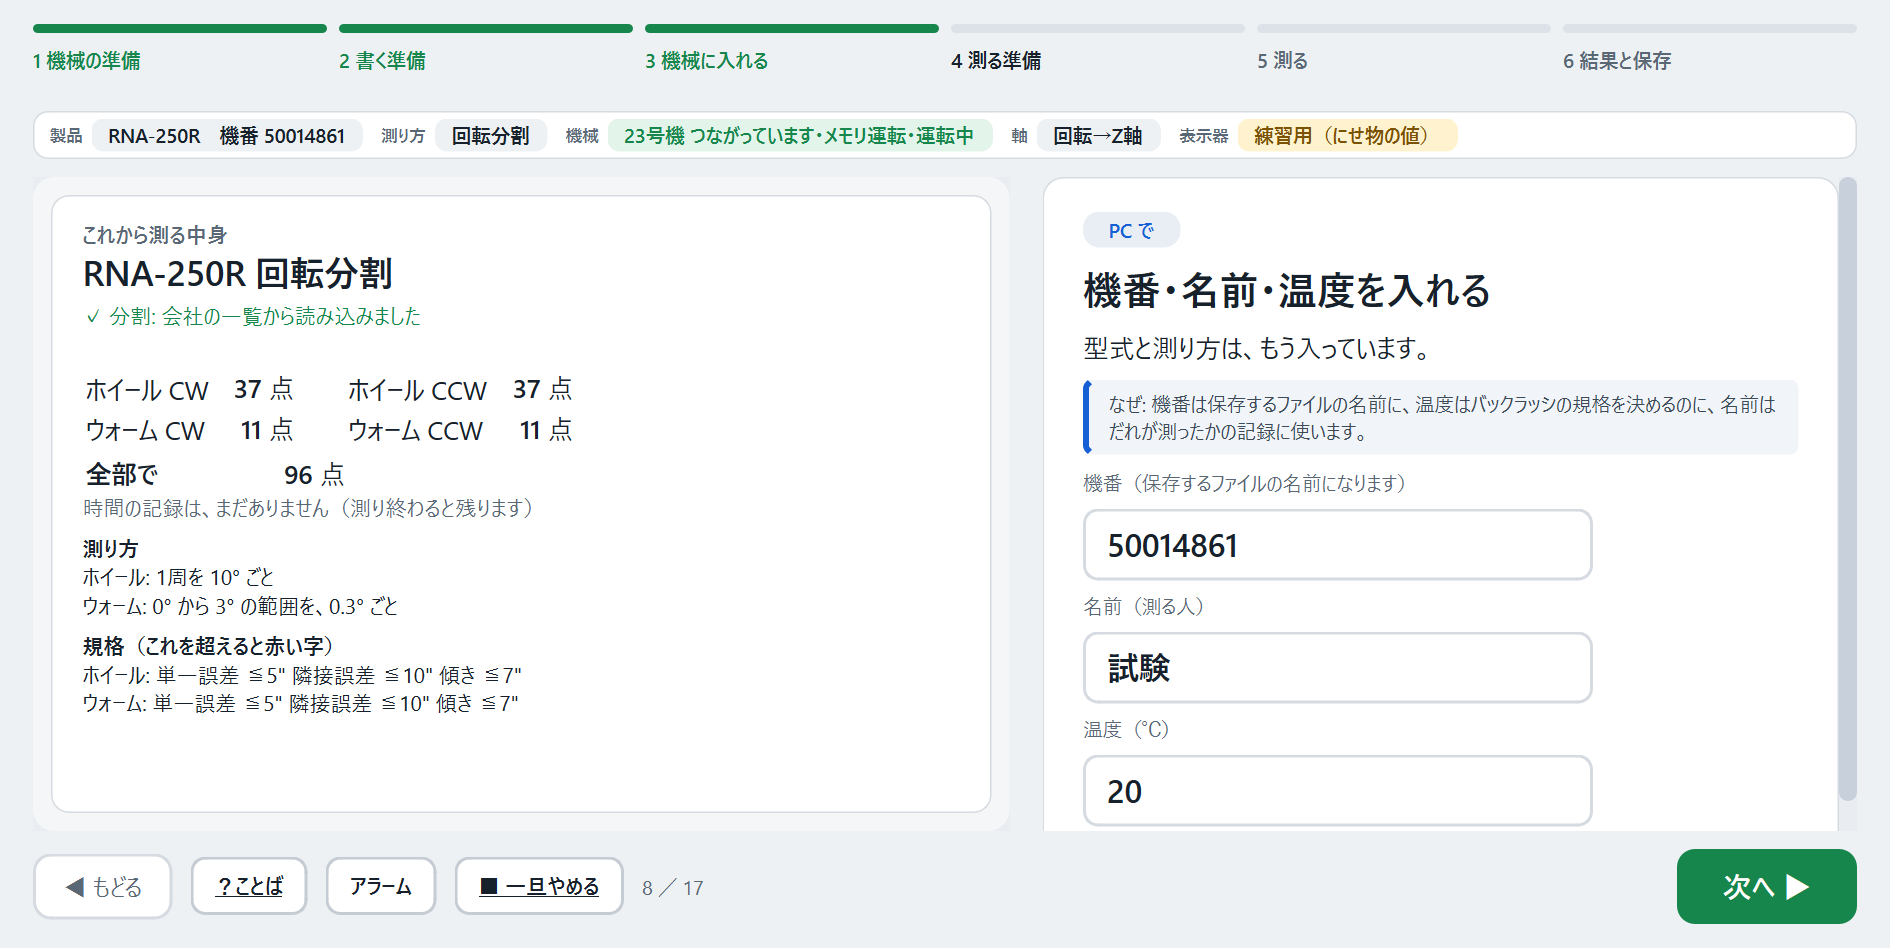 1 機械の準備
2 書く準備
3 機械に入れる
4 測る準備
5 測る
6 結果と保存
製品 RNA-250R 機番 50014861 測り方 回転分割 機械 23号機 つながっています・メモリ運転・運転中 軸 回転→Z軸 表示器 練習用（にせ物の値）
これから測る中身
RNA-250R 回転分割
✓ 分割: 会社の一覧から読み込みました
ホイール CW 37 点 ホイール CCW 37 点
ウォーム CW 11 点 ウォーム CCW 11 点
全部で 96 点
時間の記録は、まだありません（測り終わると残ります）
測り方
ホイール: 1周を 10° ごと
ウォーム: 0° から 3° の範囲を、0.3° ごと
規格（これを超えると赤い字）
ホイール: 単一誤差 ≦5" 隣接誤差 ≦10" 傾き ≦7"
ウォーム: 単一誤差 ≦5" 隣接誤差 ≦10" 傾き ≦7"
PC で
機番・名前・温度を入れる
型式と測り方は、もう入っています。
なぜ: 機番は保存するファイルの名前に、温度はバックラッシの規格を決めるのに、名前は
だれが測ったかの記録に使います。
機番（保存するファイルの名前になります）
50014861
名前（測る人）
試験
温度（℃）
20
◀ もどる
？ことば
アラーム
■ 一旦やめる
8 ／ 17
次へ ▶